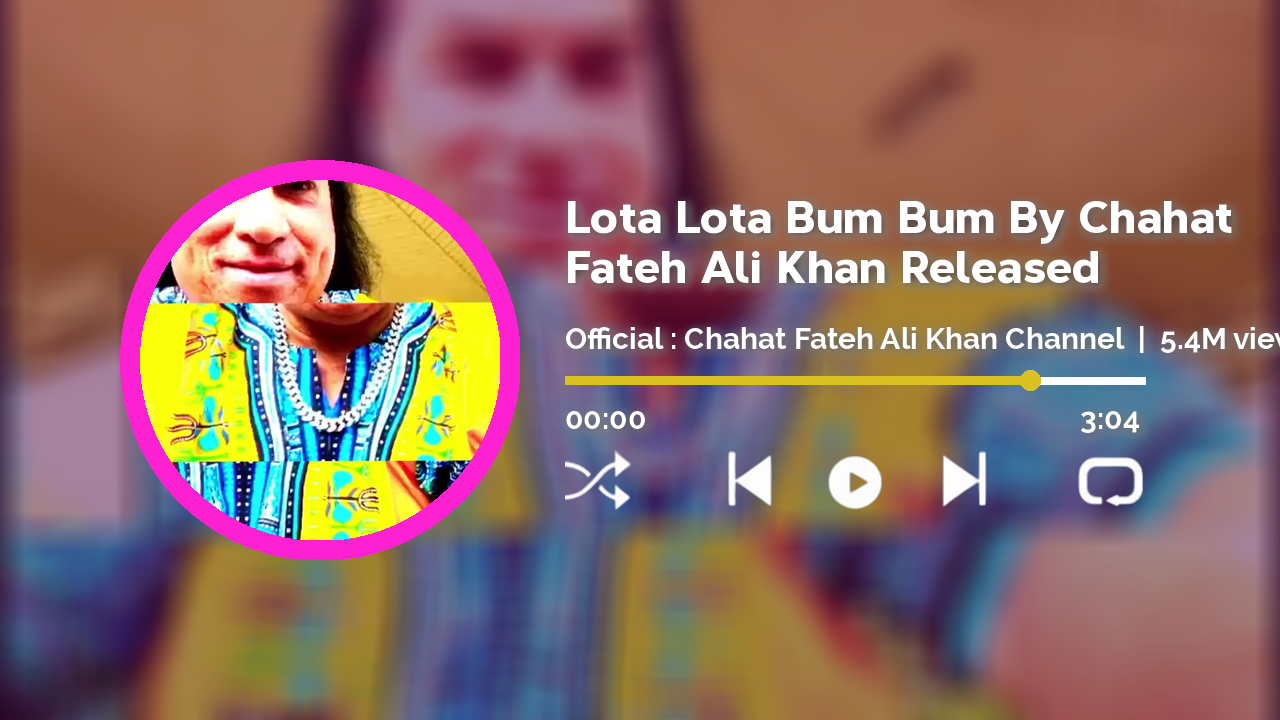 Lota Lota Bum Bum By Chahat
Fateh Ali Khan Released
Official : Chahat Fateh Ali Khan Channel | 5.4M
00:00
3:04